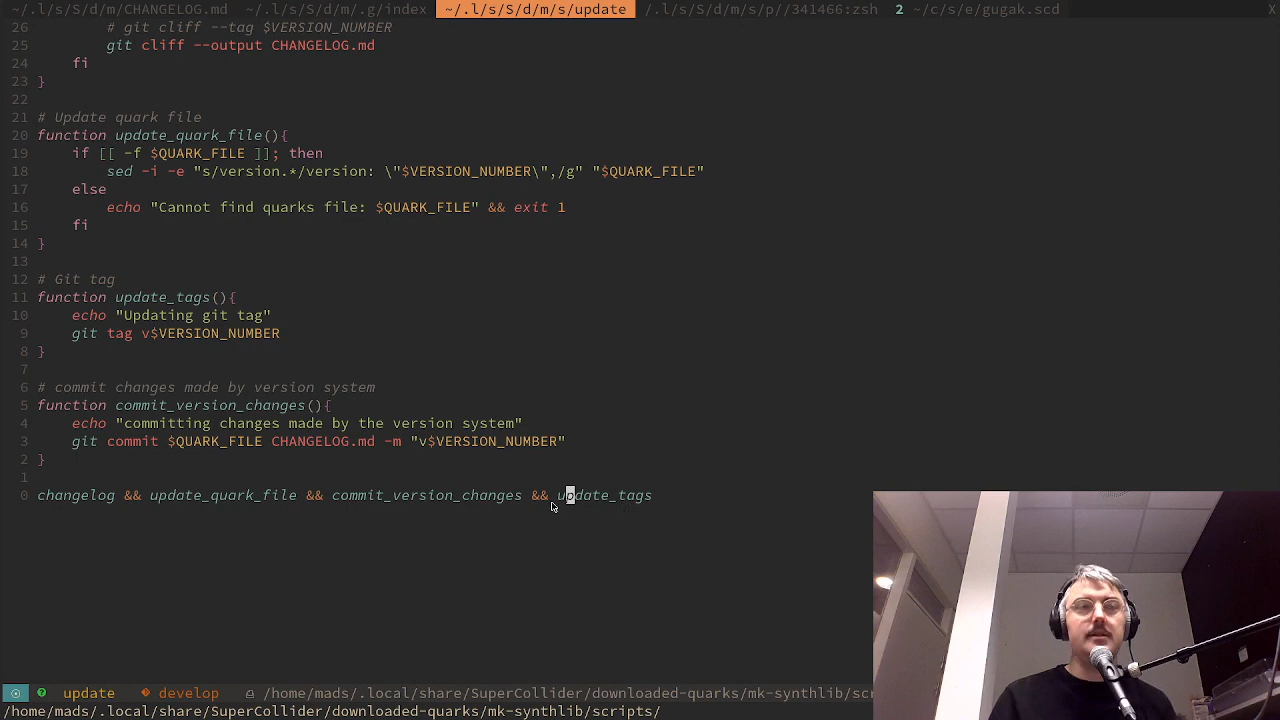 ~/.l/s/S/d/m/CHANGELOG.md ~/.l/s/S/d/m/.g/index ~/.l/s/S/d/m/s/update /.l/s/S/d/m/s/p//341466:zsh 2 ~/c/s/e/gugak.scd X
26 # git cliff --tag $VERSION_NUMBER
25 git cliff --output CHANGELOG.md
24 fi
23 }
22
21 # Update quark file
20 function update_quark_file(){
19 if [[ -f $QUARK_FILE ]]; then
18 sed -i -e "s/version.*/version: \"$VERSION_NUMBER\",/g" "$QUARK_FILE"
17 else
16 echo "Cannot find quarks file: $QUARK_FILE" && exit 1
15 fi
14 }
13
12 # Git tag
11 function update_tags(){
10 echo "Updating git tag"
9 git tag v$VERSION_NUMBER
8 }
7
6 # commit changes made by version system
5 function commit_version_changes(){
4 echo "committing changes made by the version system"
3 git commit $QUARK_FILE CHANGELOG.md -m "v$VERSION_NUMBER"
2 }
1
0 changelog && update_quark_file && commit_version_changes && update_tags
update develop /home/mads/.local/share/SuperCollider/downloaded-quarks/mk-synthlib/scr
/home/mads/.local/share/SuperCollider/downloaded-quarks/mk-synthlib/scripts/